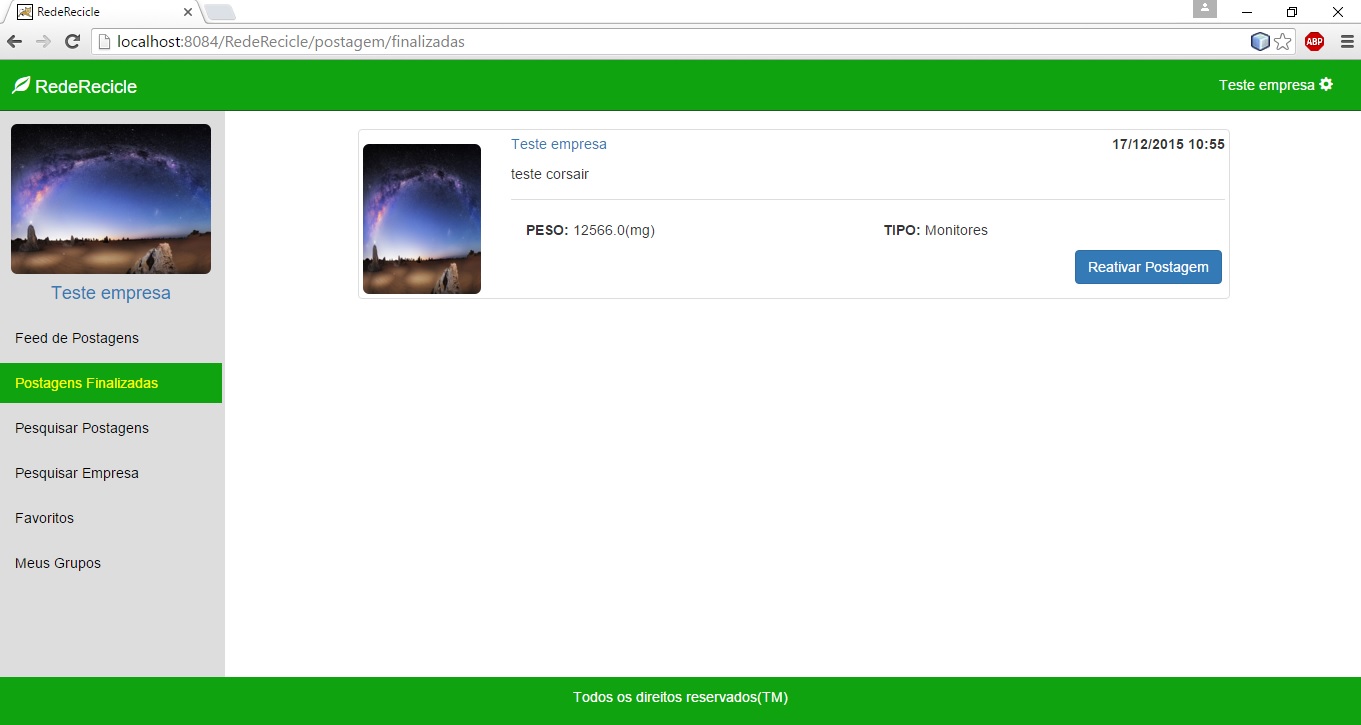 RedeRecicle
localhost:8084/RedeRecicle/postagem/finalizadas
ABP
RedeRecicle
Teste empresa
Teste empresa
Feed de Postagens
Postagens Finalizadas
Pesquisar Postagens
Pesquisar Empresa
Favoritos
Meus Grupos
Teste empresa 17/12/2015 10:55
teste corsair
PESO: 12566.0(mg) TIPO: Monitores
Reativar Postagem
Todos os direitos reservados(TM)